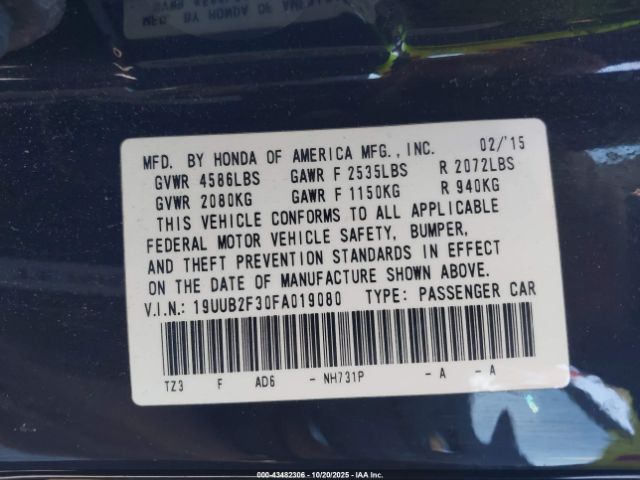 MFD. BY HONDA OF AMERICA MFG., INC. 02/'15
GVWR 4586LBS GAWR F 2535LBS R 2072LBS
GVWR 2080KG GAWR F 1150KG R 940KG
THIS VEHICLE CONFORMS TO ALL APPLICABLE
FEDERAL MOTOR VEHICLE SAFETY, BUMPER,
AND THEFT PREVENTION STANDARDS IN EFFECT
ON THE DATE OF MANUFACTURE SHOWN ABOVE.
V.I.N.: 19UUB2F30FA019080 TYPE: PASSENGER CAR
TZ3 F AD6 - NH731P - A - A
000-43482306 | 10/20/2025 | IAA Inc.